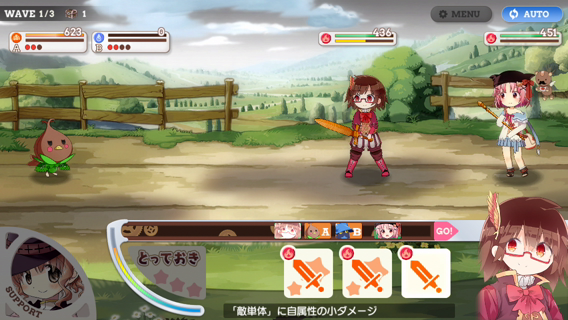 WAVE 1/3 1
MENU
AUTO
623
A
0
B
436
451
A
B
GO!
とっておき
SUPPORT
「敵単体」に自属性の小ダメージ